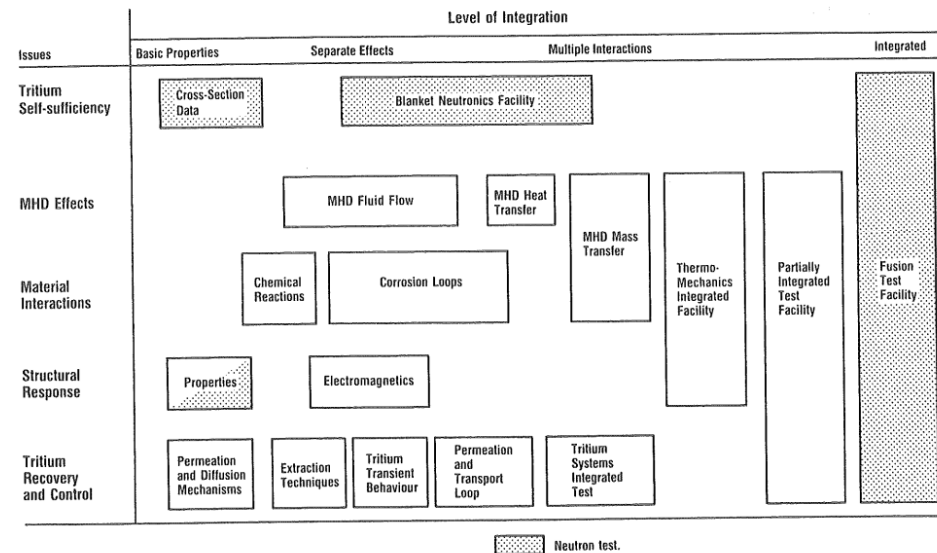 Level of Integration
Issues
Basic Properties
Separate Effects
Multiple Interactions
Integrated
Tritium
Self-sufficiency
Cross-Section
Data
Blanket Neutronics Facility
MHD Effects
MHD Fluid Flow
MHD Heat
Transfer
MHD Mass
Transfer
Thermo-
Mechanics
Integrated
Facility
Partially
Integrated
Test
Facility
Fusion
Test
Facility
Material
Interactions
Chemical
Reactions
Corrosion Loops
Structural
Response
Properties
Electromagnetics
Tritium
Recovery
and Control
Permeation
and Diffusion
Mechanisms
Extraction
Techniques
Tritium
Transient
Behaviour
Permeation
and
Transport
Loop
Tritium
Systems
Integrated
Test
Neutron test.